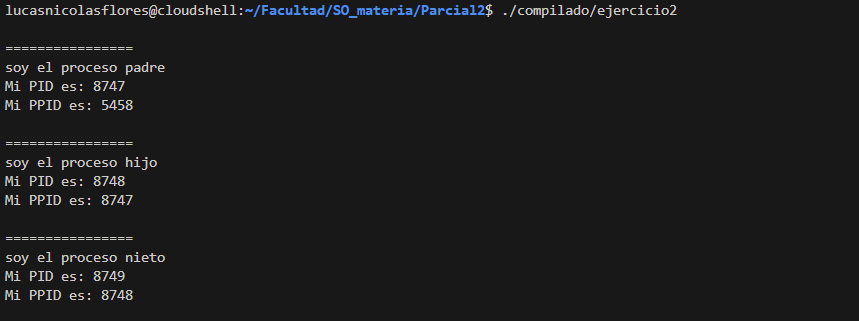 lucasnicolasflores@cloudshell:~/Facultad/SO_materia/Parcial2$ ./compilado/ejercicio2
================
soy el proceso padre
Mi PID es: 8747
Mi PPID es: 5458
================
soy el proceso hijo
Mi PID es: 8748
Mi PPID es: 8747
================
soy el proceso nieto
Mi PID es: 8749
Mi PPID es: 8748